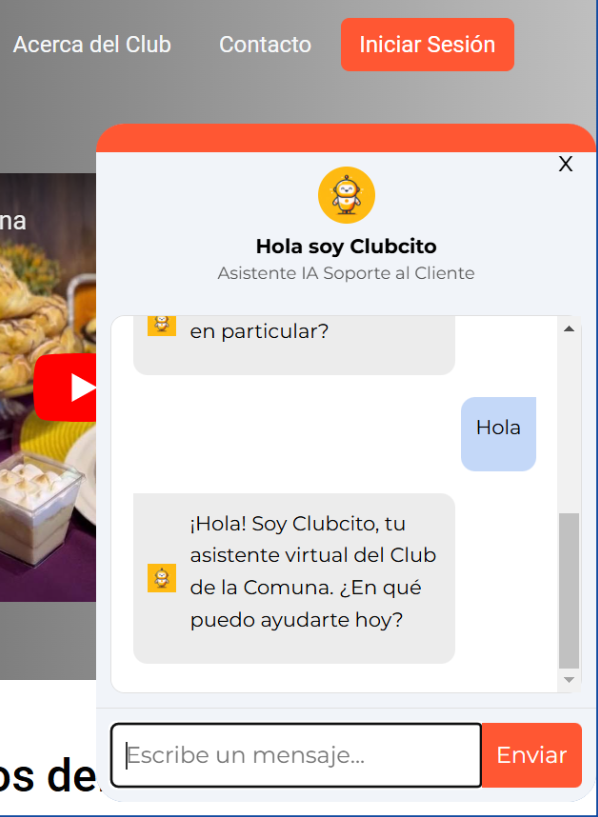 Acerca del Club
Contacto
Iniciar Sesión
na
X
Hola soy Clubcito
Asistente IA Soporte al Cliente
en particular?
Hola
¡Hola! Soy Clubcito, tu
asistente virtual del Club
de la Comuna. ¿En qué
puedo ayudarte hoy?
Escribe un mensaje...
Enviar
os de